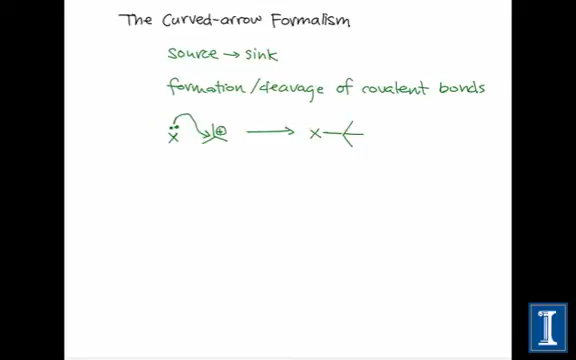 The Curved-arrow Formalism
source → sink
formation/cleavage of covalent bonds
ẍ ⊕ → x
I